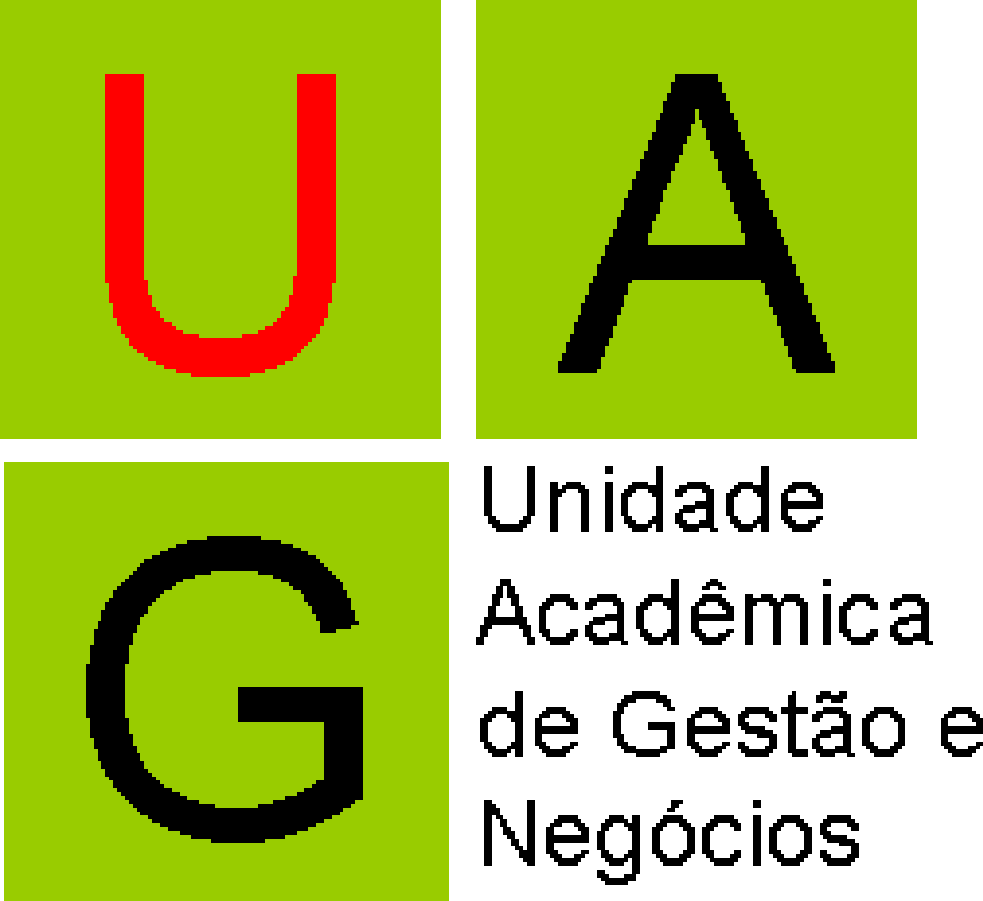 U A
G
Unidade
Acadêmica
de Gestão e
Negócios